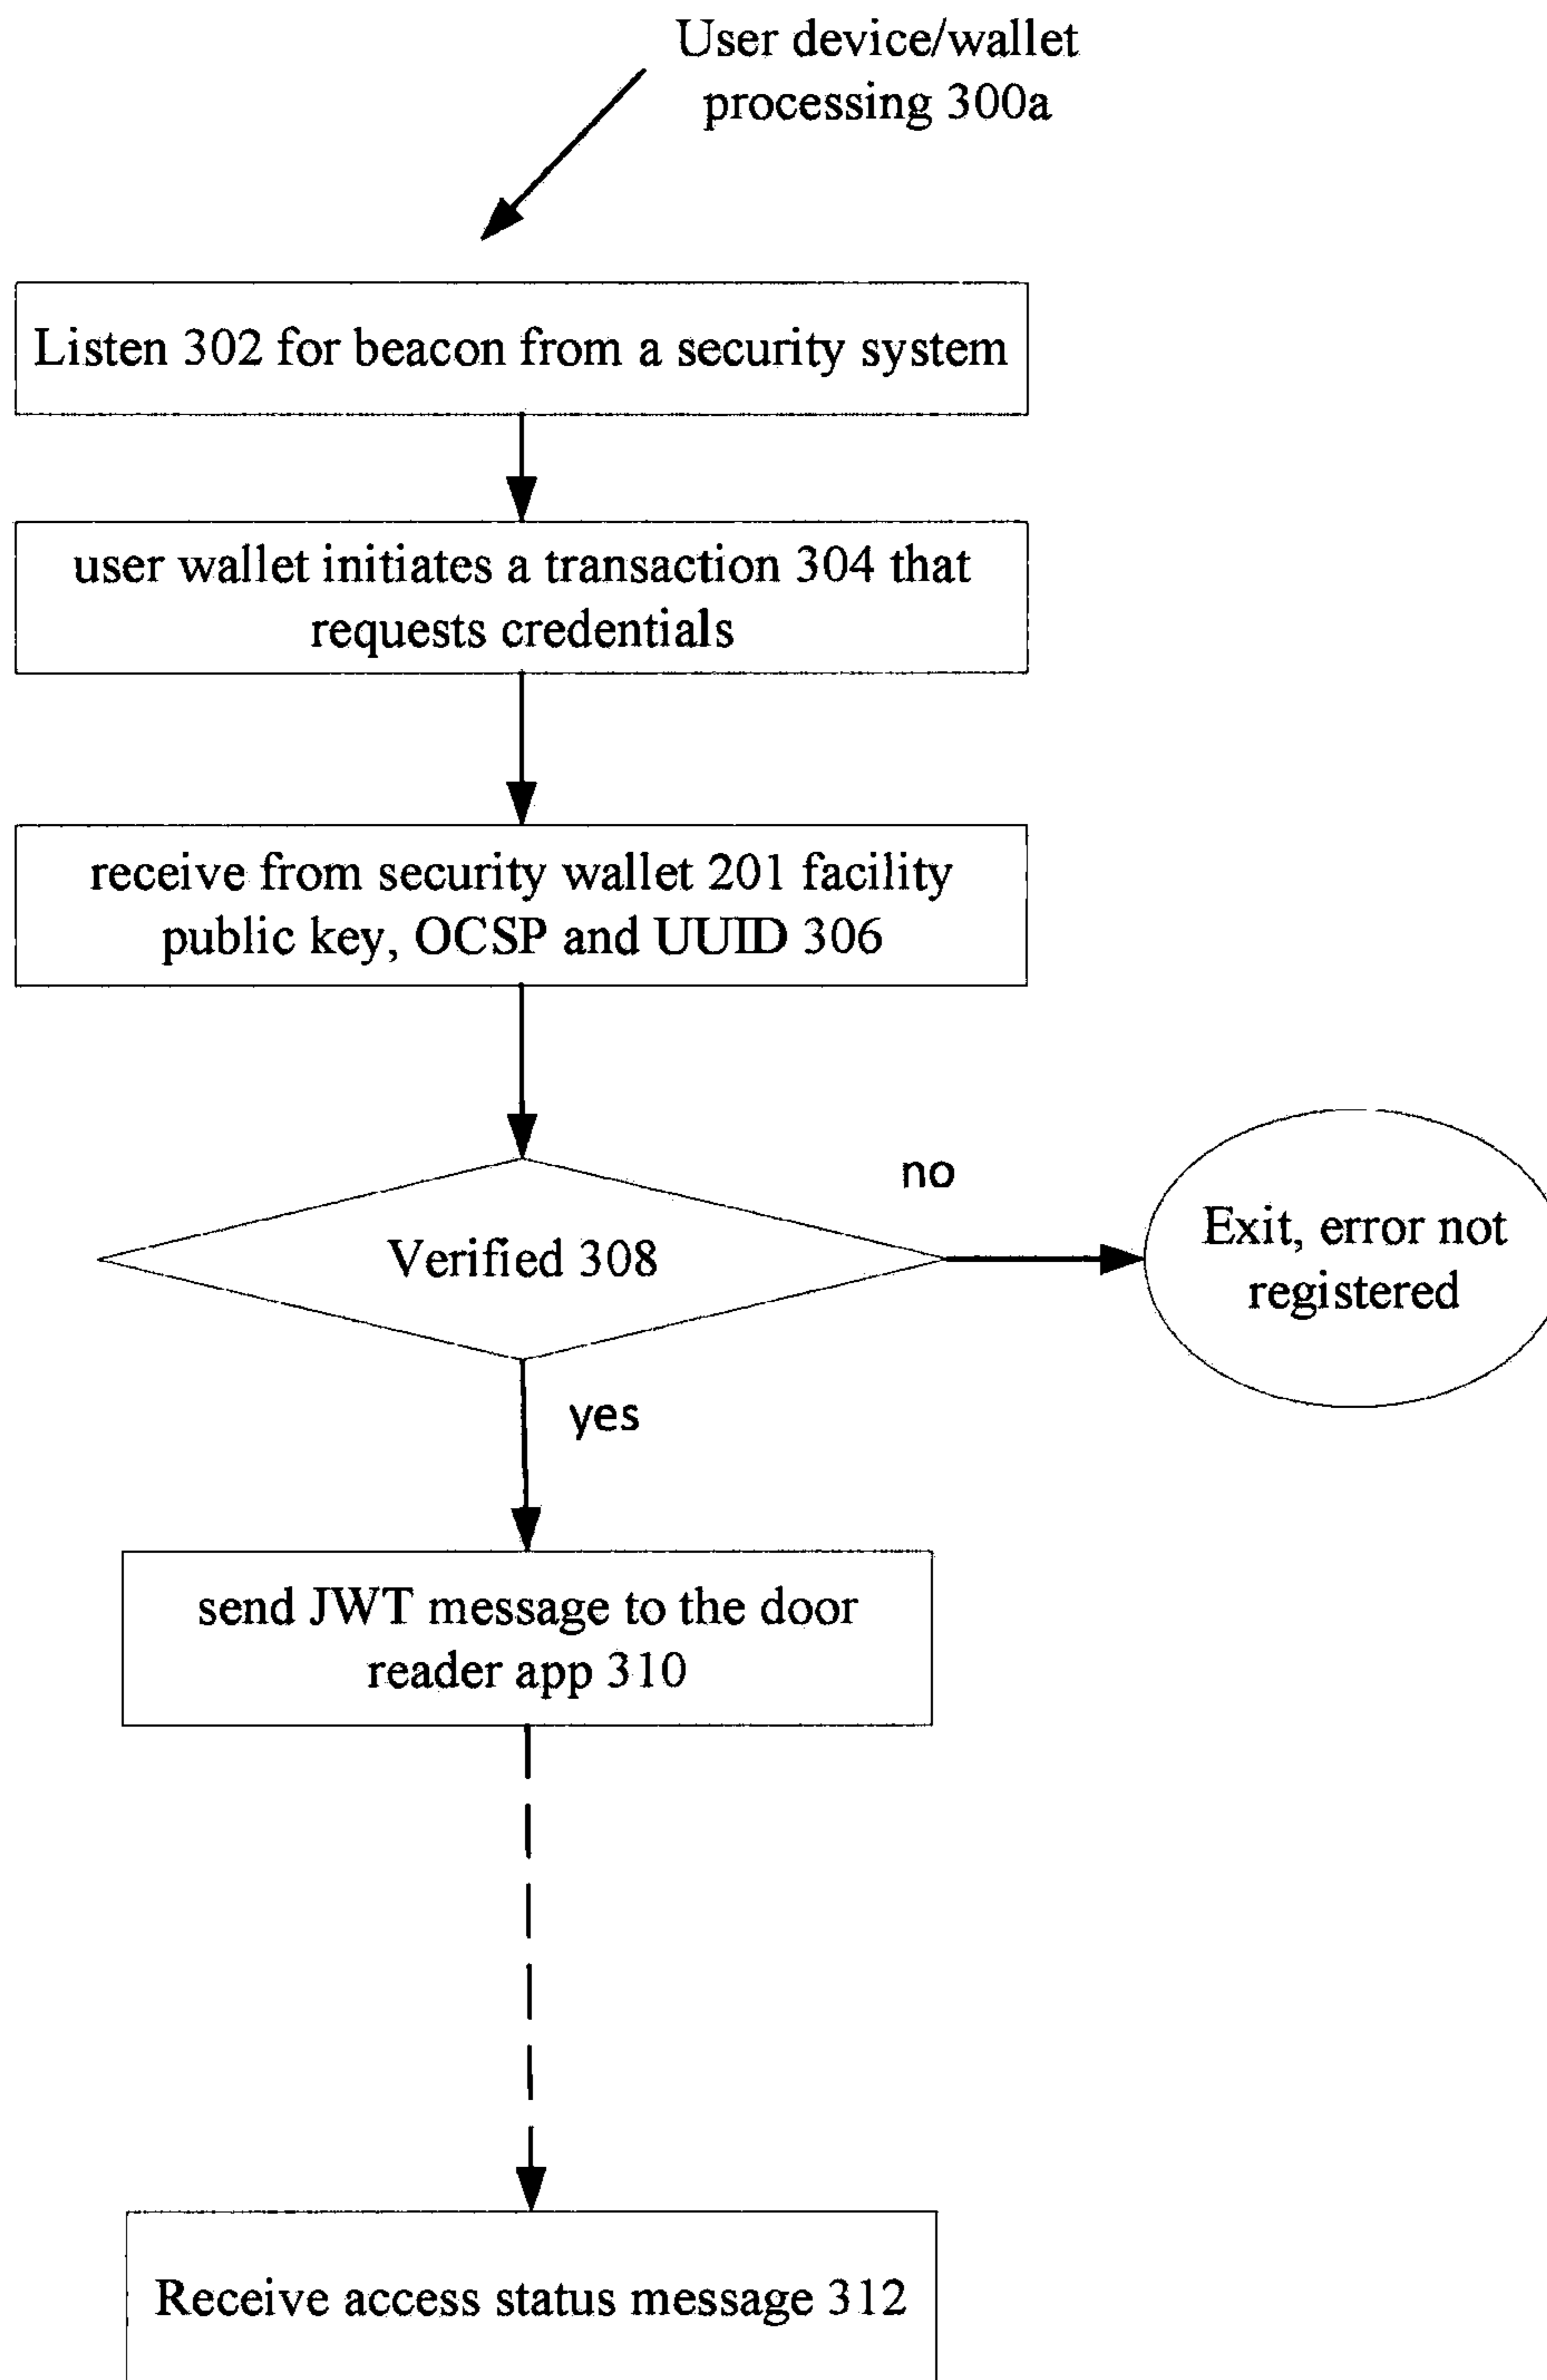 User device/wallet
processing 300a
Listen 302 for beacon from a security system
user wallet initiates a transaction 304 that
requests credentials
receive from security wallet 201 facility
public key, OCSP and UUID 306
no
Verified 308
Exit, error not
registered
yes
send JWT message to the door
reader app 310
Receive access status message 312